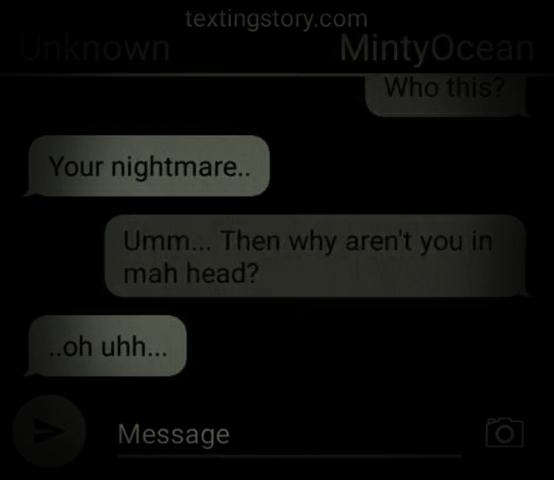 textingstory.com
Unknown
MintyOcean
Who this?
Your nightmare..
Umm... Then why aren't you in
mah head?
..oh uhh...
Message